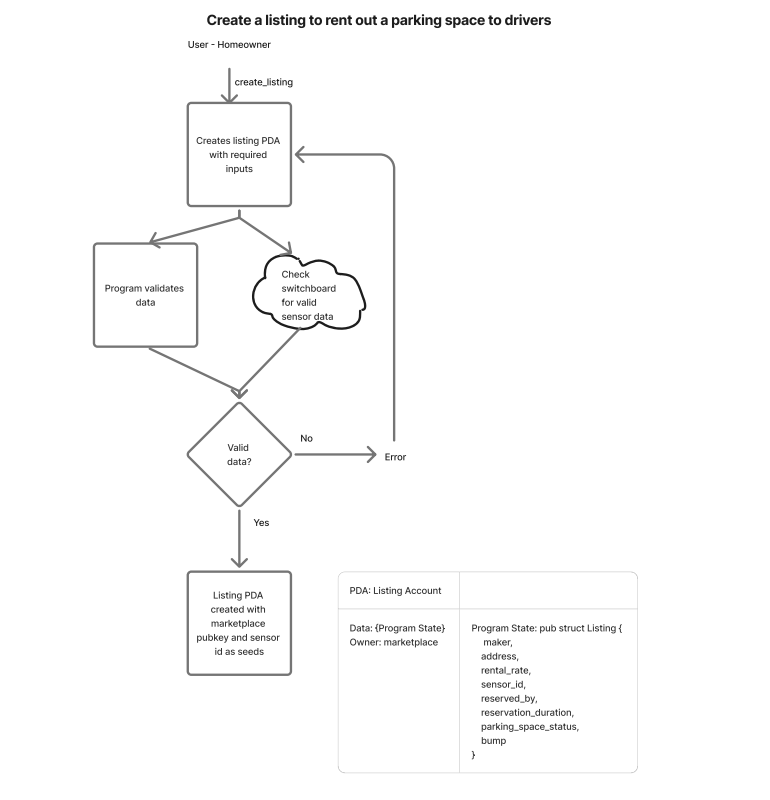 Create a listing to rent out a parking space to drivers
User - Homeowner
create_listing
Creates listing PDA
with required
inputs
Program validates
data
Check
switchboard
for valid
sensor data
Valid
data?
No
Error
Yes
Listing PDA
created with
marketplace
pubkey and sensor
id as seeds
PDA: Listing Account
Data: {Program State}
Owner: marketplace
Program State: pub struct Listing {
maker,
address,
rental_rate,
sensor_id,
reserved_by,
reservation_duration,
parking_space_status,
bump
}